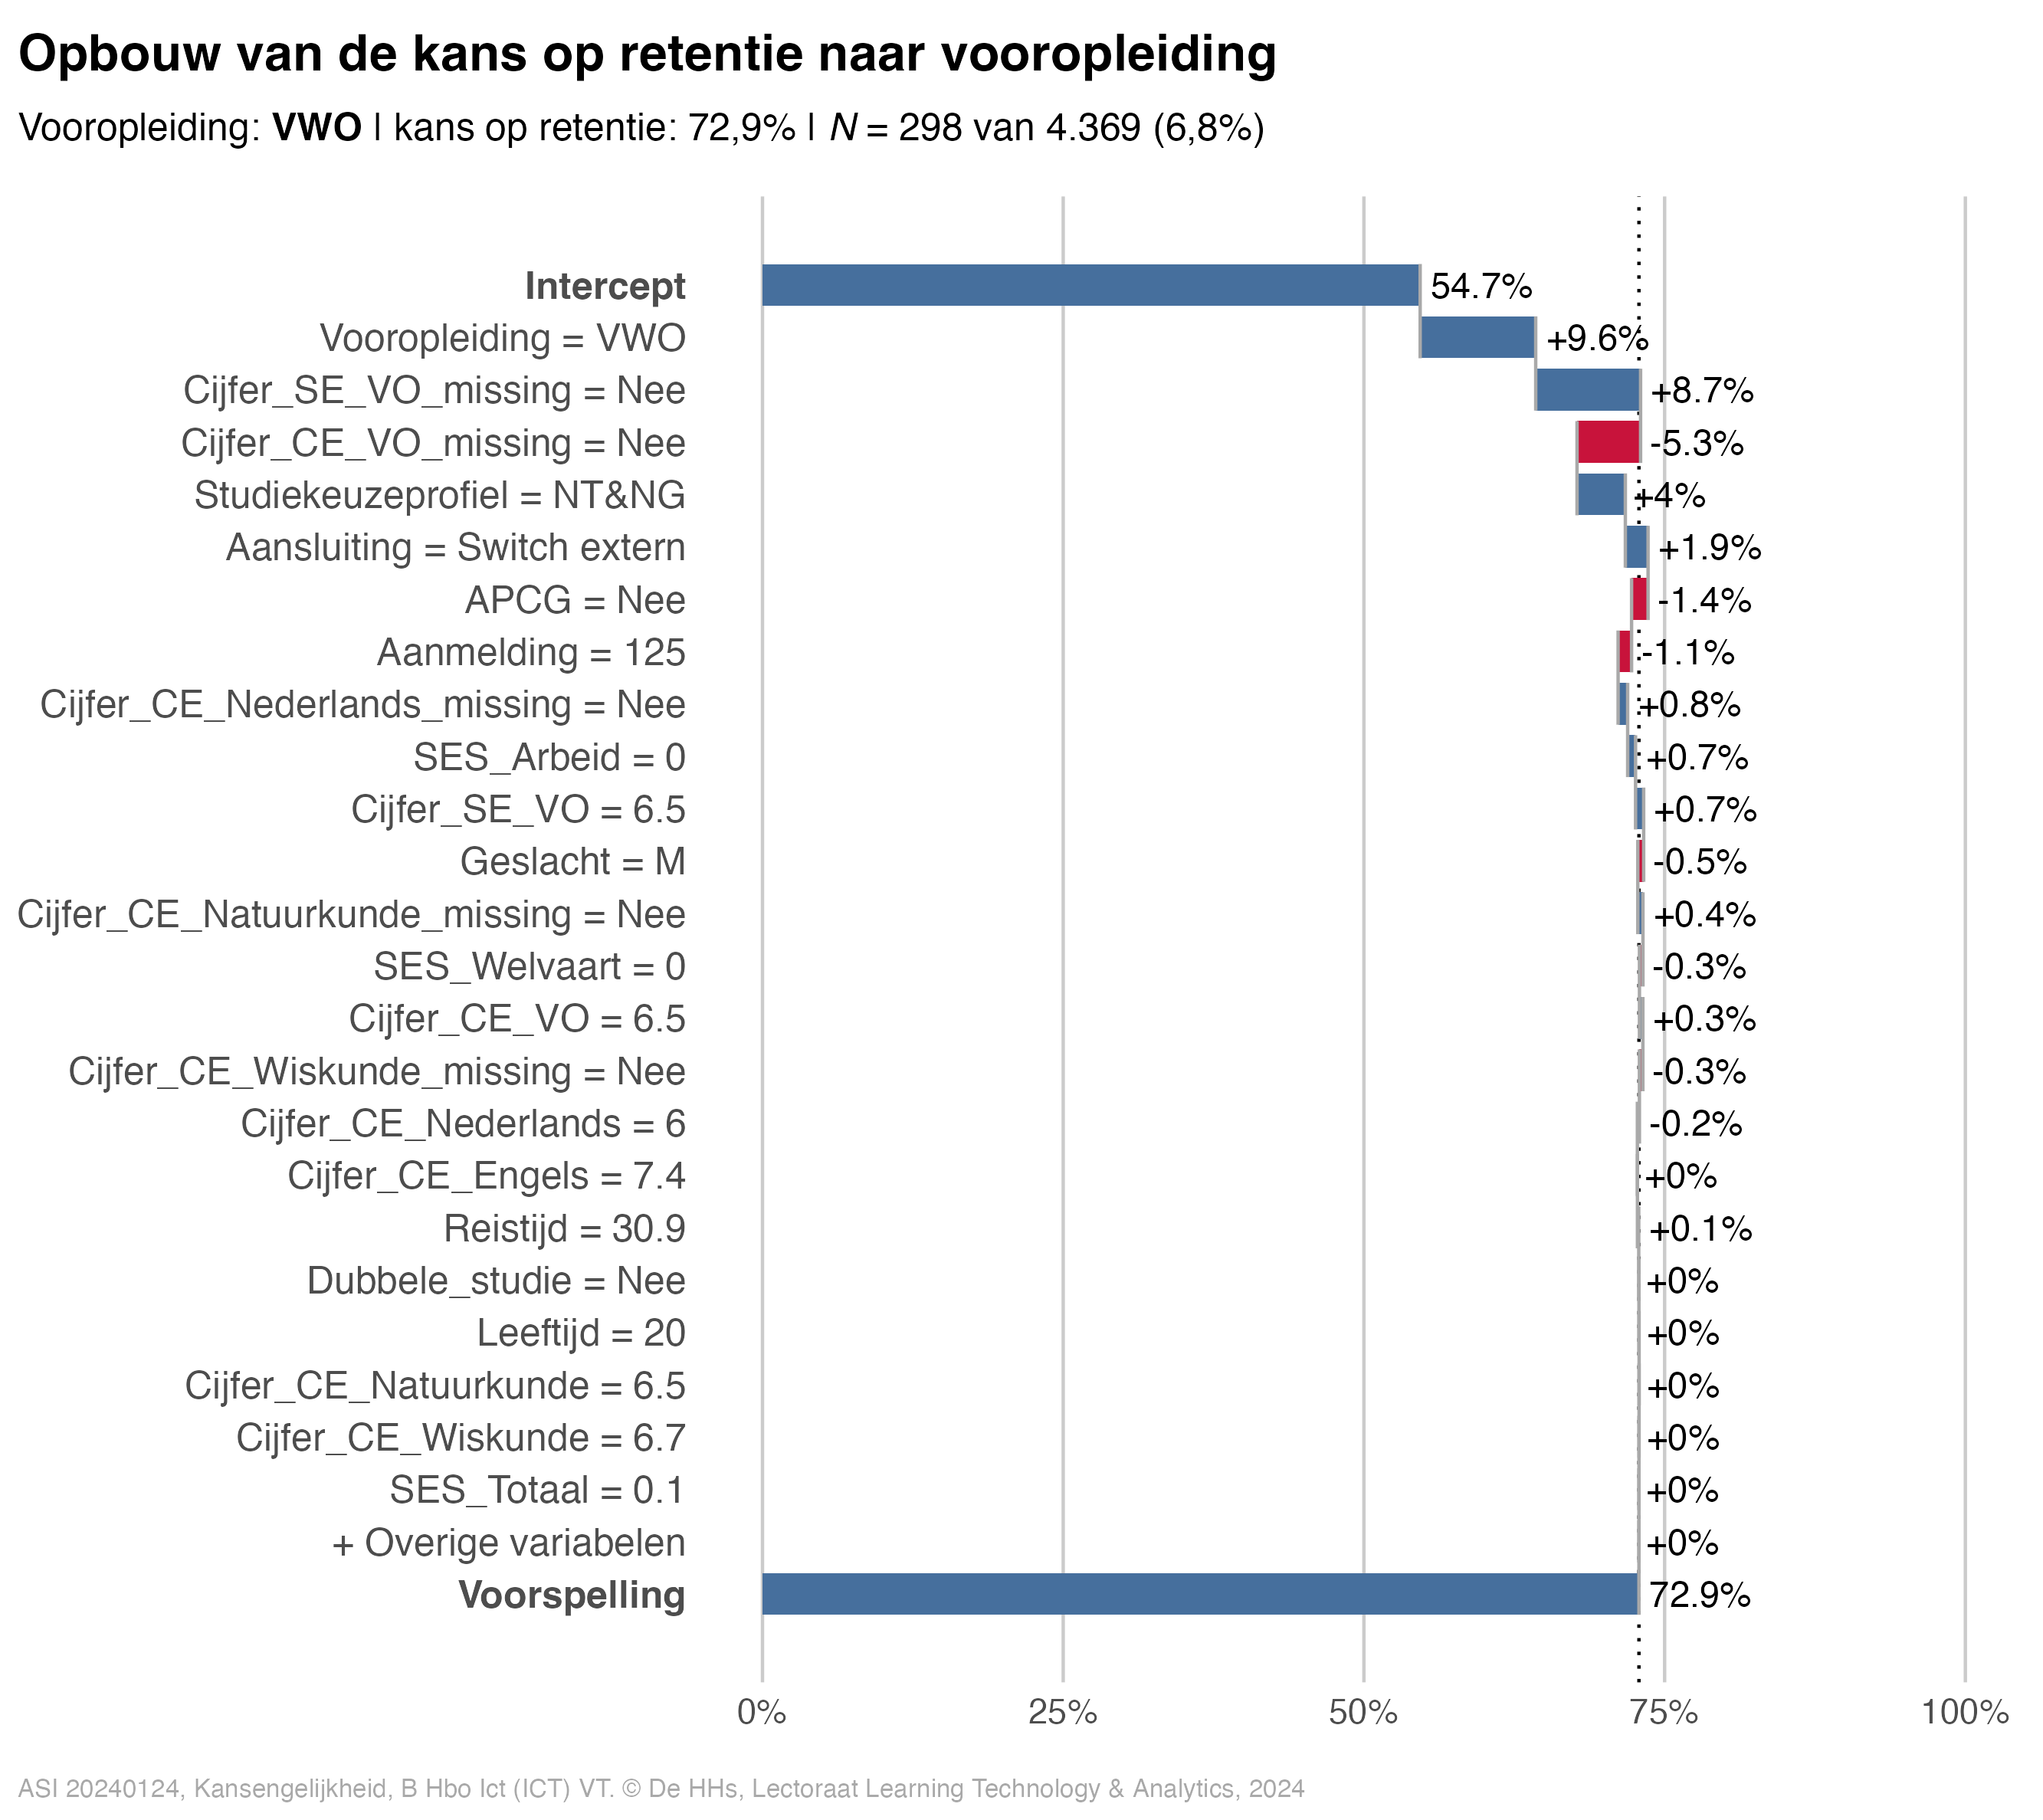 Opbouw van de kans op retentie naar vooropleiding
Vooropleiding: VWO | kans op retentie: 72,9% | N = 298 van 4.369 (6,8%)
Intercept 54.7%
Vooropleiding = VWO +9.6%
Cijfer_SE_VO_missing = Nee +8.7%
Cijfer_CE_VO_missing = Nee -5.3%
Studiekeuzeprofiel = NT&NG +4%
Aansluiting = Switch extern +1.9%
APCG = Nee -1.4%
Aanmelding = 125 -1.1%
Cijfer_CE_Nederlands_missing = Nee +0.8%
SES_Arbeid = 0 +0.7%
Cijfer_SE_VO = 6.5 +0.7%
Geslacht = M -0.5%
Cijfer_CE_Natuurkunde_missing = Nee +0.4%
SES_Welvaart = 0 -0.3%
Cijfer_CE_VO = 6.5 +0.3%
Cijfer_CE_Wiskunde_missing = Nee -0.3%
Cijfer_CE_Nederlands = 6 -0.2%
Cijfer_CE_Engels = 7.4 +0%
Reistijd = 30.9 +0.1%
Dubbele_studie = Nee +0%
Leeftijd = 20 +0%
Cijfer_CE_Natuurkunde = 6.5 +0%
Cijfer_CE_Wiskunde = 6.7 +0%
SES_Totaal = 0.1 +0%
+ Overige variabelen +0%
Voorspelling 72.9%
0% 25% 50% 75% 100%
ASI 20240124, Kansengelijkheid, B Hbo Ict (ICT) VT. © De HHs, Lectoraat Learning Technology & Analytics, 2024